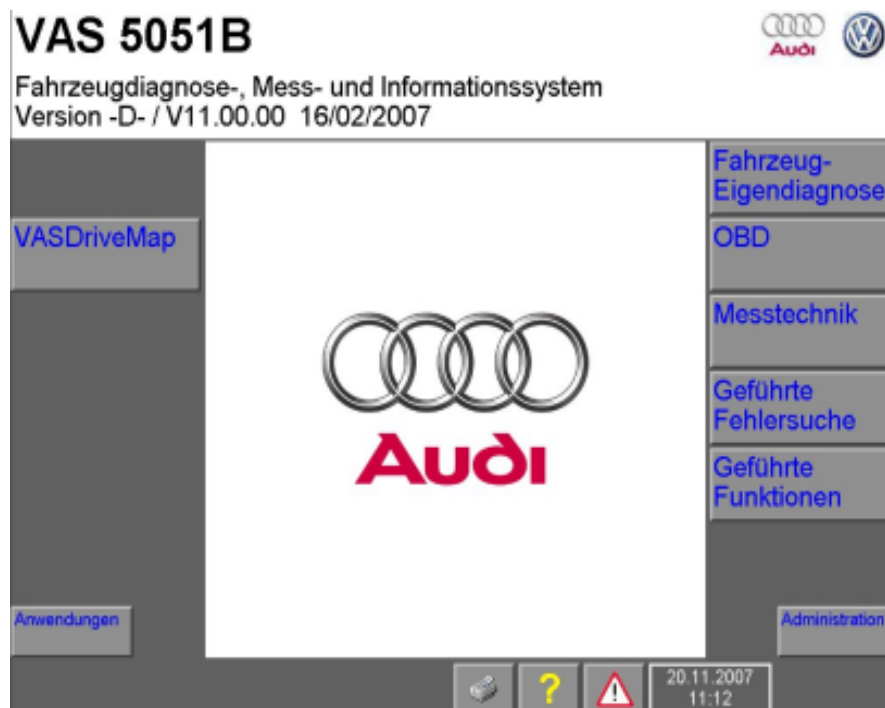 VAS 5051B
Audi
Fahrzeugdiagnose-, Mess- und Informationssystem
Version -D- / V11.00.00 16/02/2007
Fahrzeug-
Eigendiagnose
VASDriveMap
OBD
Messtechnik
Geführte
Fehlersuche
Audi
Geführte
Funktionen
Anwendungen
Administration
?
20.11.2007
11:12